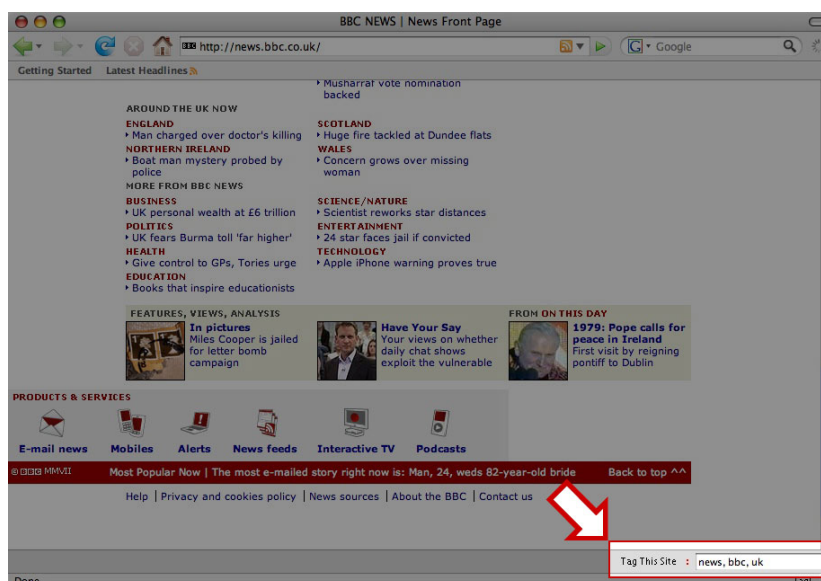 BBC NEWS | News Front Page
http://news.bbc.co.uk/
G Google
Getting Started Latest Headlines
Musharraf vote nomination
backed
AROUND THE UK NOW
ENGLAND
Man charged over doctor's killing
NORTHERN IRELAND
Boat man mystery probed by
police
SCOTLAND
Huge fire tackled at Dundee flats
WALES
Concern grows over missing
woman
MORE FROM BBC NEWS
BUSINESS
UK personal wealth at £6 trillion
POLITICS
UK fears Burma toll 'far higher'
HEALTH
Give control to GPs, Tories urge
EDUCATION
Books that inspire educationists
SCIENCE/NATURE
Scientist reworks star distances
ENTERTAINMENT
24 star faces jail if convicted
TECHNOLOGY
Apple iPhone warning proves true
FEATURES, VIEWS, ANALYSIS
In pictures
Miles Cooper is jailed
for letter bomb
campaign
Have Your Say
Your views on whether
daily chat shows
exploit the vulnerable
FROM ON THIS DAY
1979: Pope calls for
peace in Ireland
First visit by reigning
pontiff to Dublin
PRODUCTS & SERVICES
E-mail news Mobiles Alerts News feeds Interactive TV Podcasts
© BBC MMVII Most Popular Now | The most e-mailed story right now is: Man, 24, weds 82-year-old bride Back to top ^^
Help | Privacy and cookies policy | News sources | About the BBC | Contact us
Tag This Site : news, bbc, uk
Done